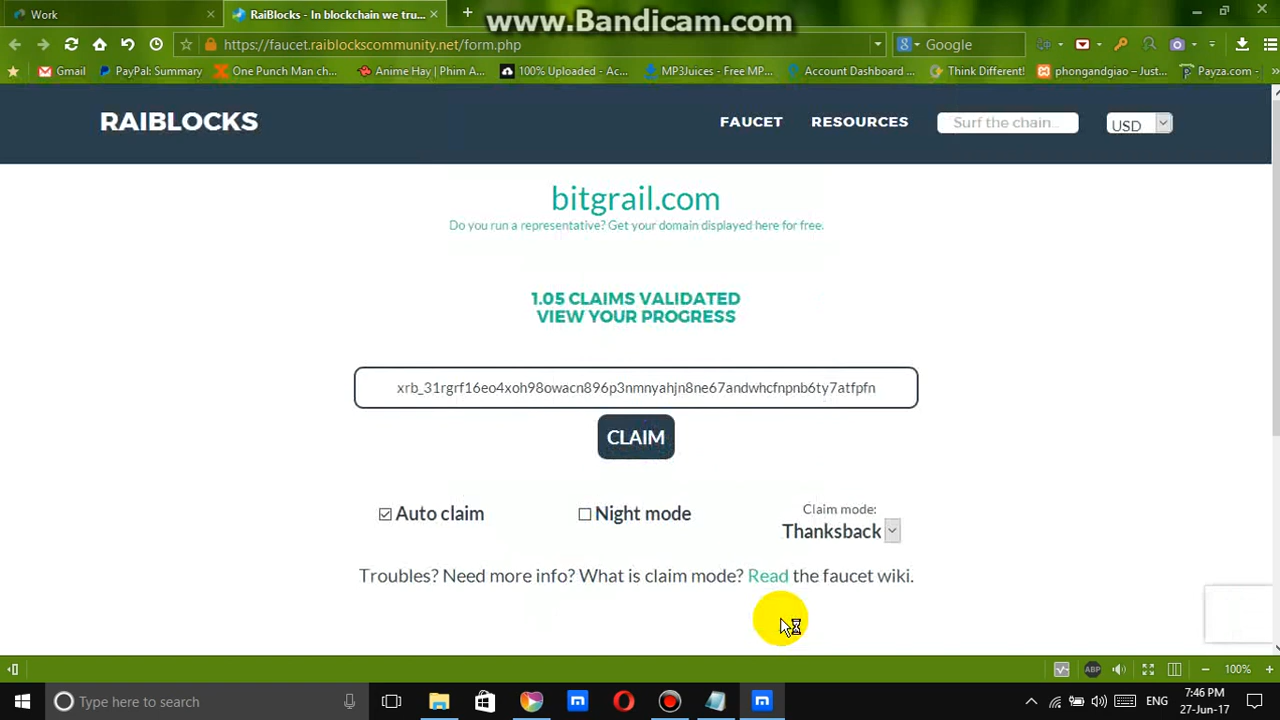 www.Bandicam.com
Work
RaiBlocks - In blockchain we tru...
https://faucet.raiblockscommunity.net/form.php
Google
Gmail
PayPal: Summary
One Punch Man ch...
Anime Hay | Phim A...
100% Uploaded - Ac...
MP3Juices - Free MP...
Account Dashboard ...
Think Different!
phongdgiao – Just...
Payza.com -
RAIBLOCKS
FAUCET
RESOURCES
Surf the chain...
USD
bitgrail.com
Do you run a representative? Get your domain displayed here for free.
1.05 CLAIMS VALIDATED
VIEW YOUR PROGRESS
xrb_31rgrf16eo4xoh98owacn896p3nmnyahjn8ne67andwhcfnpnb6ty7atfpfn
CLAIM
Auto claim
Night mode
Claim mode:
Thanksback
Troubles? Need more info? What is claim mode? Read the faucet wiki.
ABP
100%
Type here to search
ENG
7:46 PM
27-Jun-17